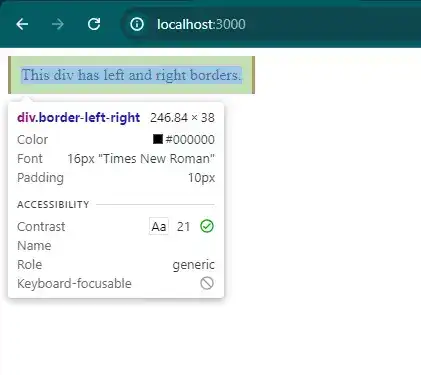 localhost:3000
This div has left and right borders.
div.border-left-right 246.84 × 38
Color #000000
Font 16px "Times New Roman"
Padding 10px
ACCESSIBILITY
Contrast Aa 21
Name
Role generic
Keyboard-focusable